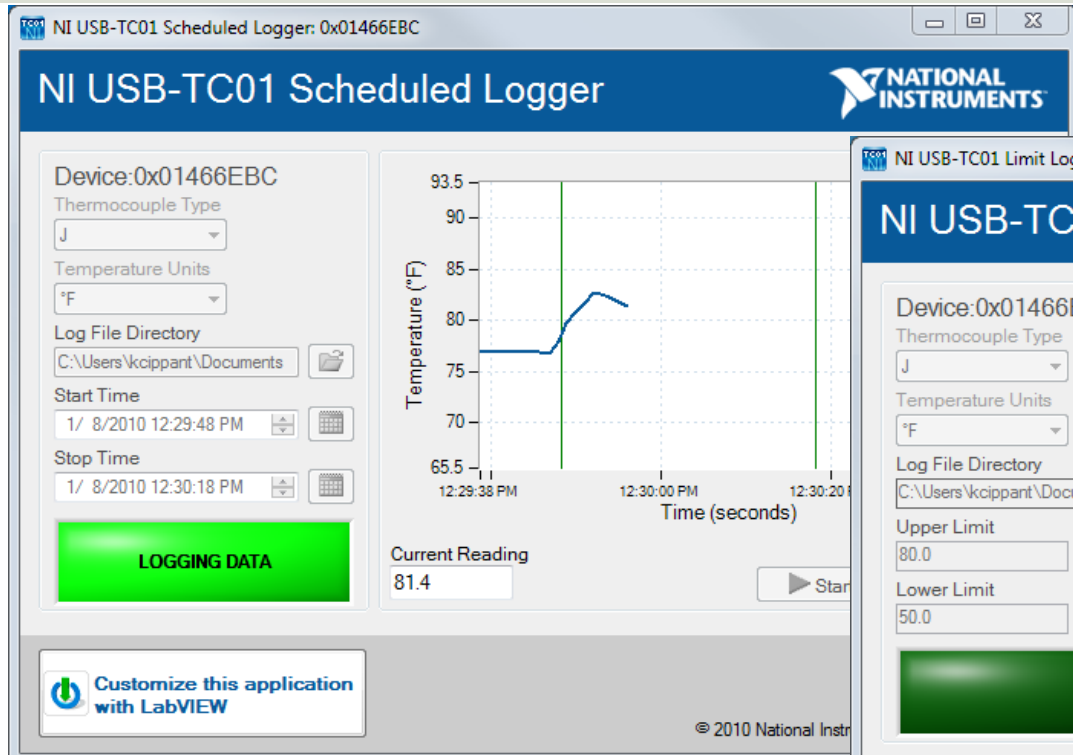 NI USB-TC01 Scheduled Logger: 0x01466EBC
NI USB-TC01 Scheduled Logger
NATIONAL
INSTRUMENTS
Device:0x01466EBC
Thermocouple Type
J
Temperature Units
°F
Log File Directory
C:\Users\kcippant\Documents
Start Time
1/ 8/2010 12:29:48 PM
Stop Time
1/ 8/2010 12:30:18 PM
LOGGING DATA
Temperature (°F)
93.5
90
85
80
75
70
65.5
12:29:38 PM 12:30:00 PM 12:30:20
Time (seconds)
Current Reading
81.4
Star
Customize this application
with LabVIEW
© 2010 National Instr
NI USB-TC01 Limit Log
NI USB-TC
Device:0x01466E
Thermocouple Type
J
Temperature Units
°F
Log File Directory
C:\Users\kcippant\Docu
Upper Limit
80.0
Lower Limit
50.0